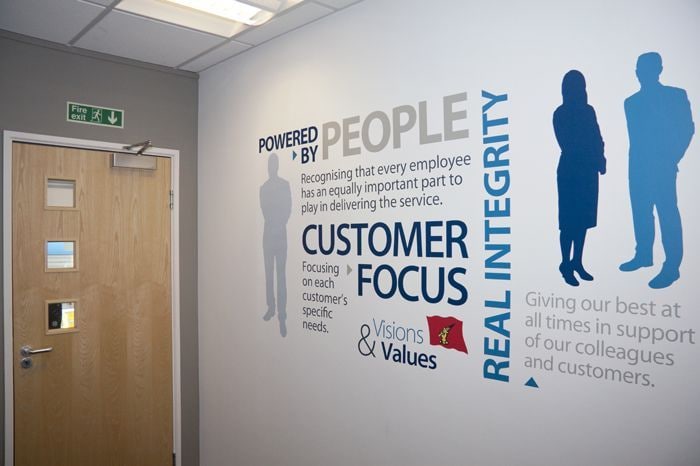 Fire
exit
POWERED
BY
PEOPLE
Recognising that every employee
has an equally important part to
play in delivering the service.
CUSTOMER
FOCUS
Focusing
on each
customer's
specific
needs.
Visions
& Values
REAL INTEGRITY
Giving our best at
all times in support
of our colleagues
and customers.